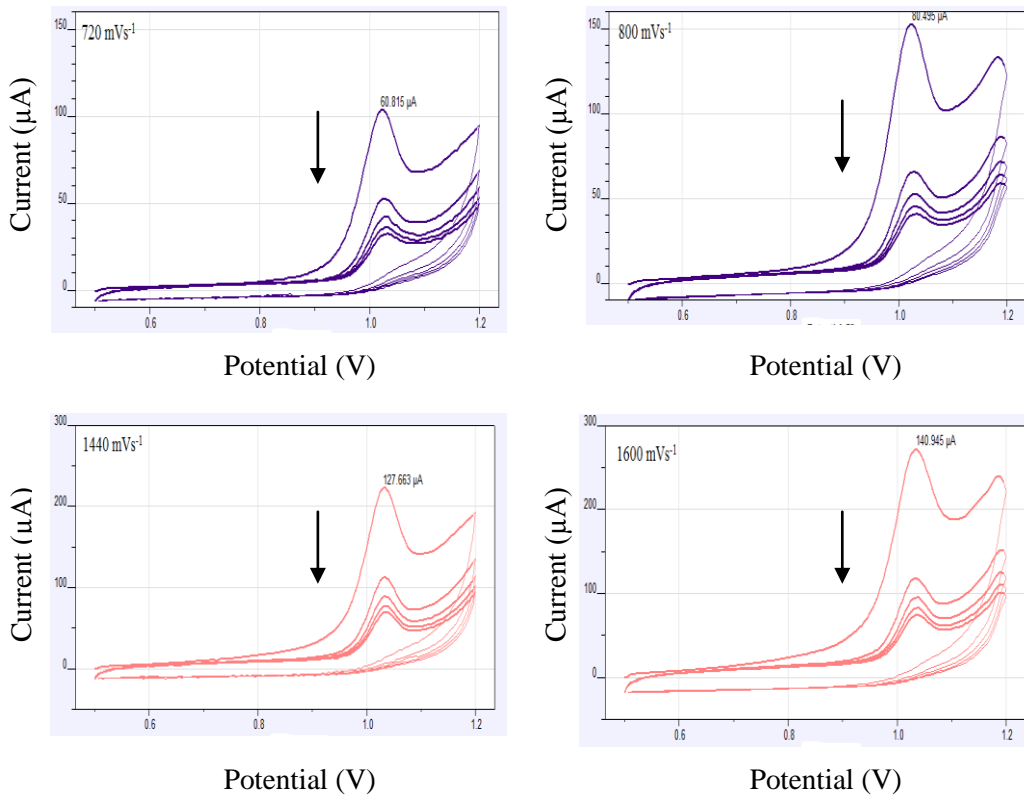 150
720 mVs⁻¹
60.815 µA
100
50
0
0.6
0.8
1.0
1.2
Current (µA)
Potential (V)
150
800 mVs⁻¹
80.495 µA
100
50
0
0.6
0.8
1.0
1.2
Current (µA)
Potential (V)
300
1440 mVs⁻¹
127.663 µA
200
100
0
0.6
0.8
1.0
1.2
Current (µA)
Potential (V)
300
1600 mVs⁻¹
140.945 µA
200
150
100
50
0
0.6
0.8
1.0
1.2
Current (µA)
Potential (V)